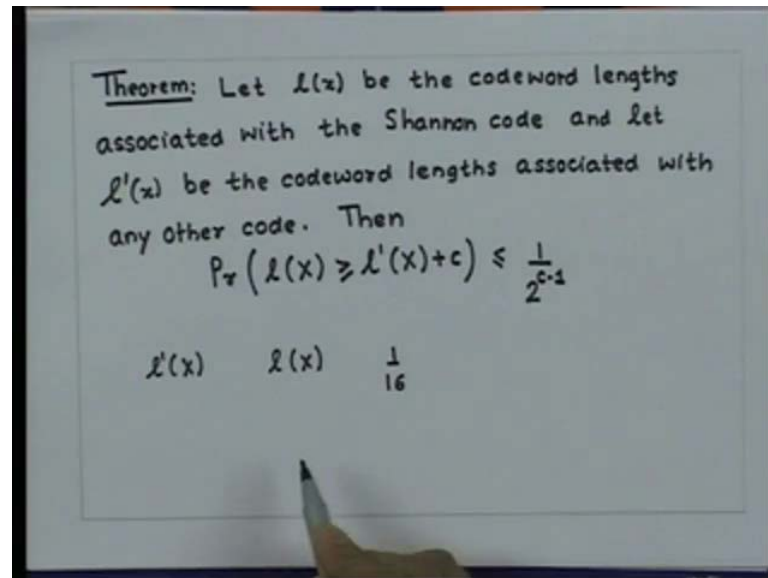 Theorem: Let l(x) be the codeword lengths
associated with the Shannon code and let
l'(x) be the codeword lengths associated with
any other code. Then
Pr ( l(X) ⩾ l'(X)+c ) ⩽ 1/2^{c-1}
l'(X) l(X) 1/16